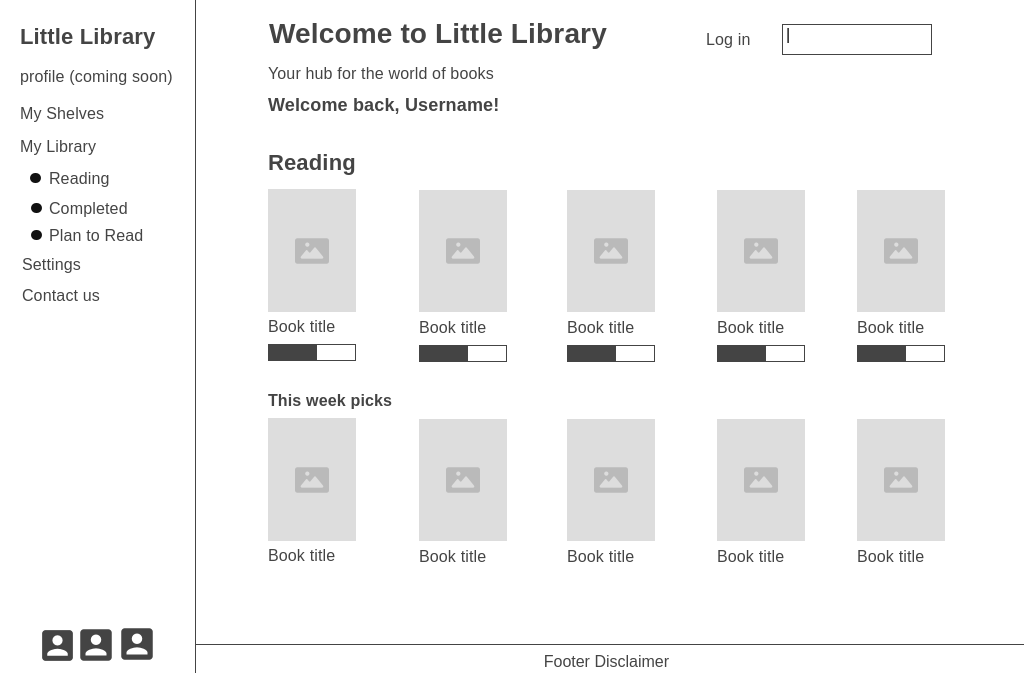 Little Library
profile (coming soon)
My Shelves
My Library
Reading
Completed
Plan to Read
Settings
Contact us
Welcome to Little Library
Log in
Your hub for the world of books
Welcome back, Username!
Reading
Book title
Book title
Book title
Book title
Book title
This week picks
Book title
Book title
Book title
Book title
Book title
Footer Disclaimer